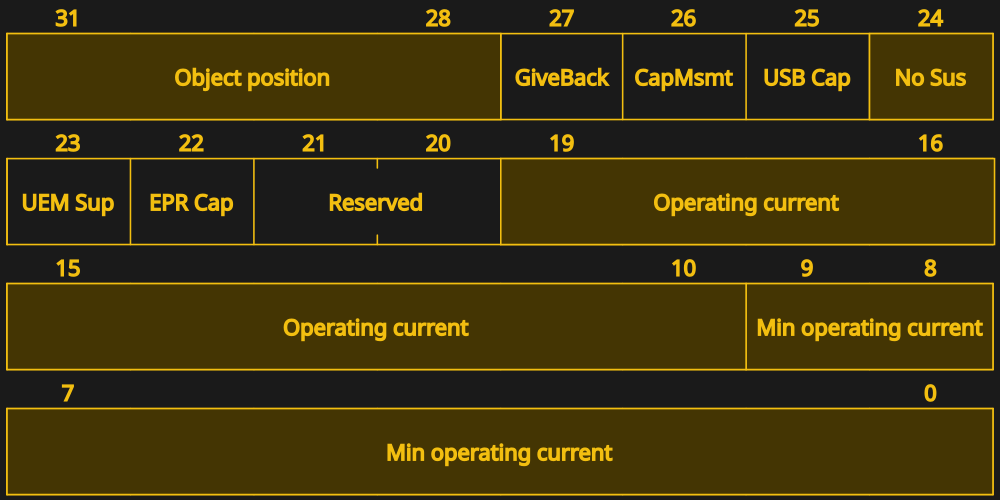 31 28 27 26 25 24
Object position GiveBack CapMsmt USB Cap No Sus
23 22 21 20 19 16
UEM Sup EPR Cap Reserved Operating current
15 10 9 8
Operating current Min operating current
7 0
Min operating current